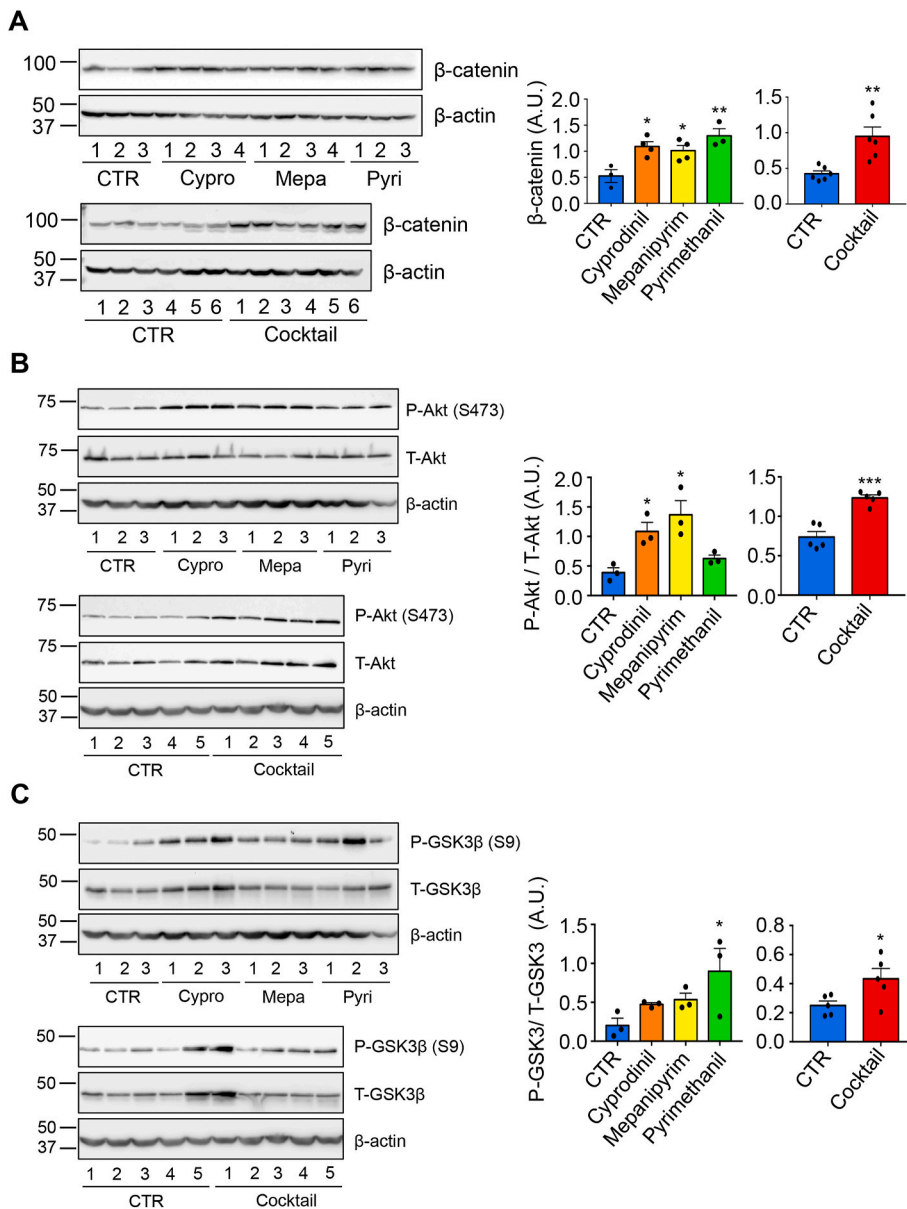 A
100
β-catenin
50
37
β-actin
1 2 3 1 2 3 4 1 2 3 4 1 2 3
CTR Cypro Mepa Pyri
100
β-catenin
50
37
β-actin
1 2 3 4 5 6 1 2 3 4 5 6
CTR Cocktail
β-catenin (A.U.)
2.0
1.5
1.0
0.5
0.0
* * **
CTR
Cyprodinil
Mepanipyrim
Pyrimethanil
1.5
1.0
0.5
0.0
**
CTR
Cocktail
B
75
P-Akt (S473)
75
T-Akt
50
37
β-actin
1 2 3 1 2 3 1 2 3 1 2 3
CTR Cypro Mepa Pyri
75
P-Akt (S473)
75
T-Akt
50
37
β-actin
1 2 3 4 5 1 2 3 4 5
CTR Cocktail
P-Akt / T-Akt (A.U.)
2.0
1.5
1.0
0.5
0.0
* *
CTR
Cyprodinil
Mepanipyrim
Pyrimethanil
1.5
1.0
0.5
0.0
***
CTR
Cocktail
C
50
P-GSK3β (S9)
50
T-GSK3β
50
37
β-actin
1 2 3 1 2 3 1 2 3 1 2 3
CTR Cypro Mepa Pyri
50
P-GSK3β (S9)
50
T-GSK3β
50
37
β-actin
1 2 3 4 5 1 2 3 4 5
CTR Cocktail
P-GSK3/ T-GSK3 (A.U.)
1.5
1.0
0.5
0.0
*
CTR
Cyprodinil
Mepanipyrim
Pyrimethanil
0.8
0.6
0.4
0.2
0.0
*
CTR
Cocktail